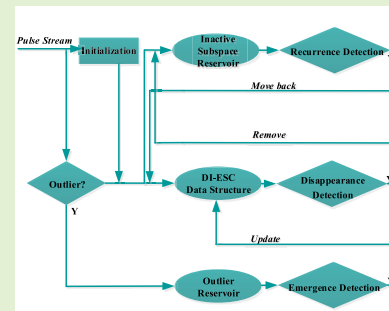 Pulse Stream
Initialization
Inactive
Subspace
Reservoir
Recurrence Detection
Move back
Remove
Outlier?
Y
DI-ESC
Data Structure
Disappearance
Detection
Update
Outlier
Reservoir
Emergence Detection